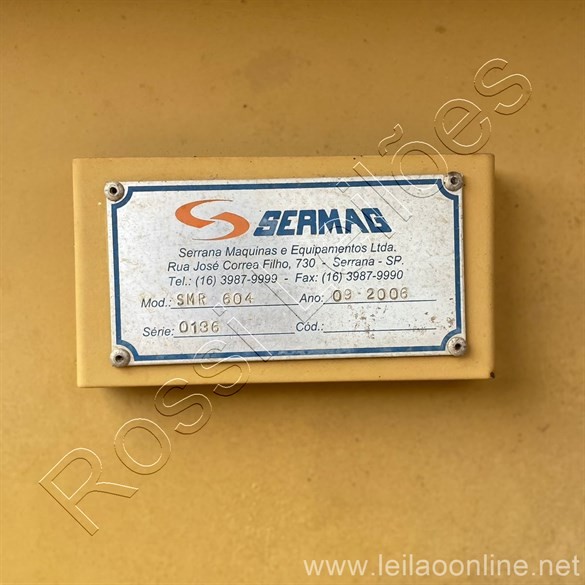 SERMAG
Serrana Maquinas e Equipamentos Ltda.
Rua José Correa Filho, 730 - Serrana - SP.
Tel.: (16) 3987-9999 - Fax: (16) 3987-9990
Mod.: SMR 604 Ano: 09 2006
Série: 0136 Cód.:
Rossi Leilões
www.leilaoonline.net